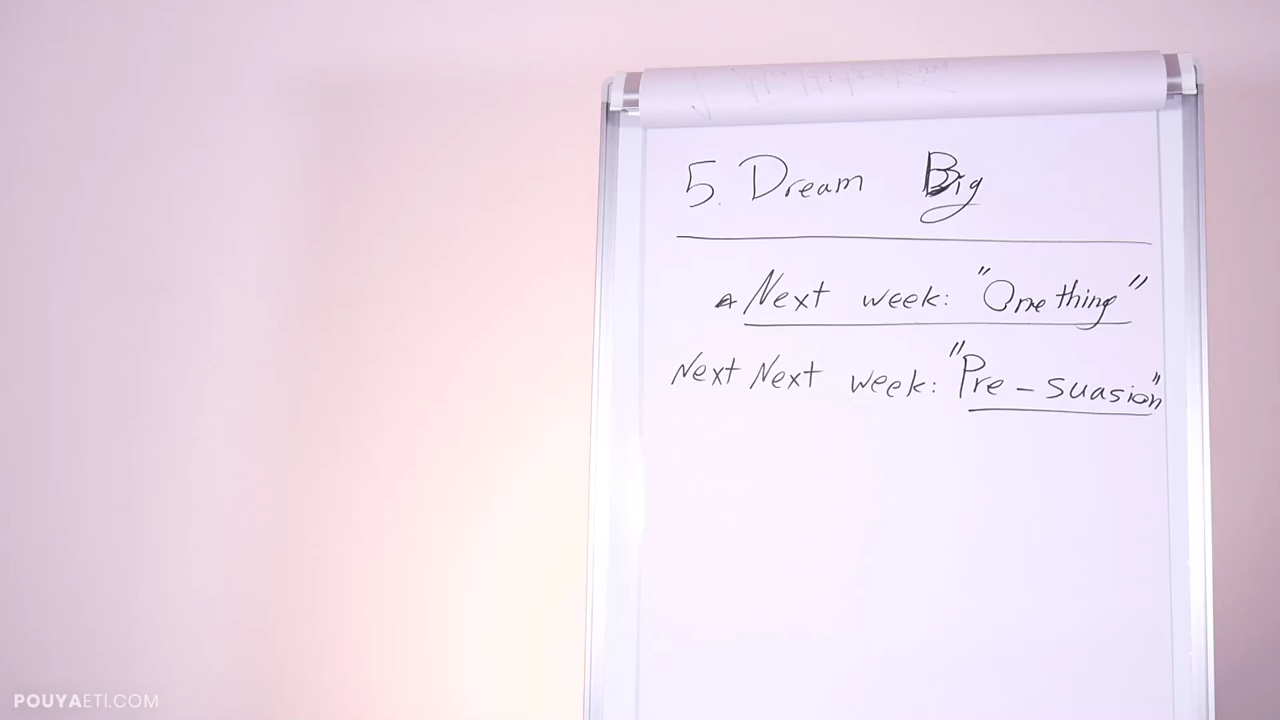 5. Dream Big
Next week: "One thing"
Next Next week: "Pre-suasion"
POUYAETI.COM